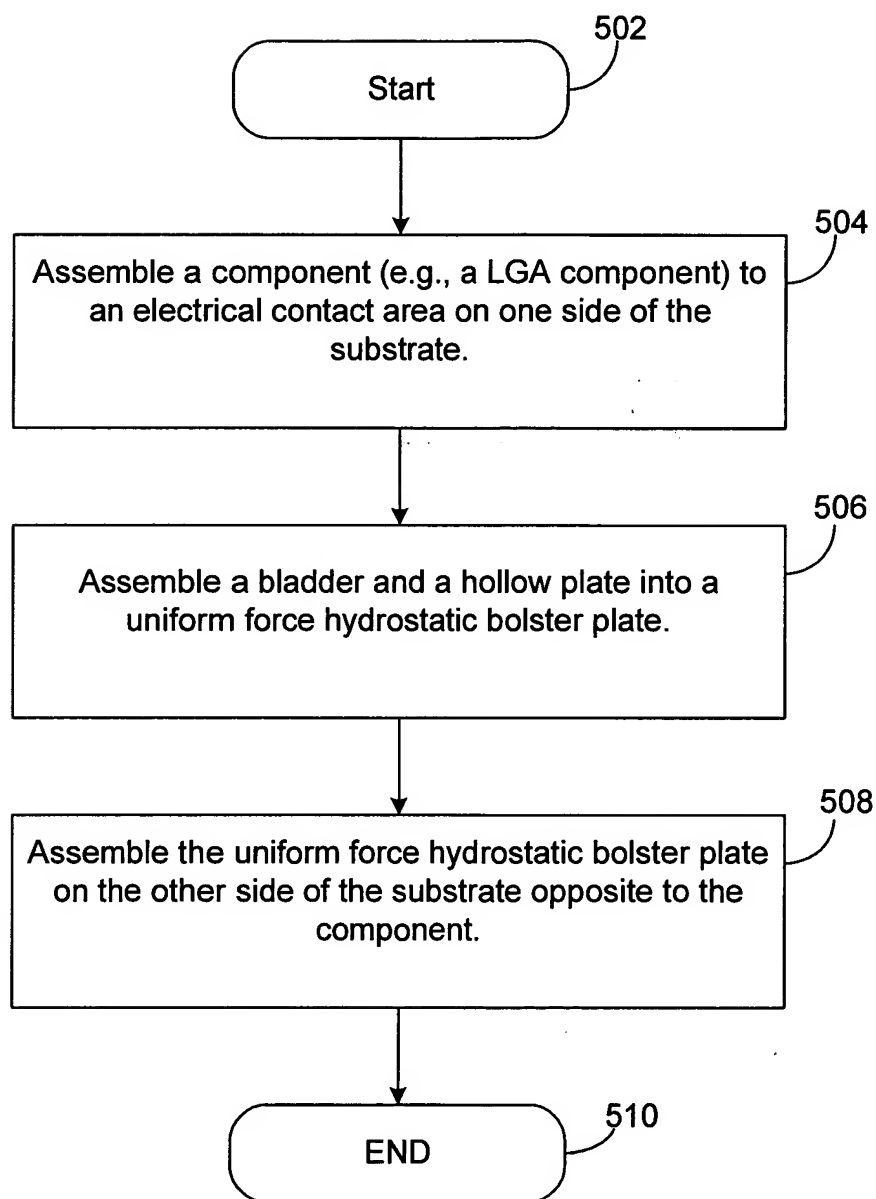 502
Start
504
Assemble a component (e.g., a LGA component) to
an electrical contact area on one side of the
substrate.
506
Assemble a bladder and a hollow plate into a
uniform force hydrostatic bolster plate.
508
Assemble the uniform force hydrostatic bolster plate
on the other side of the substrate opposite to the
component.
510
END